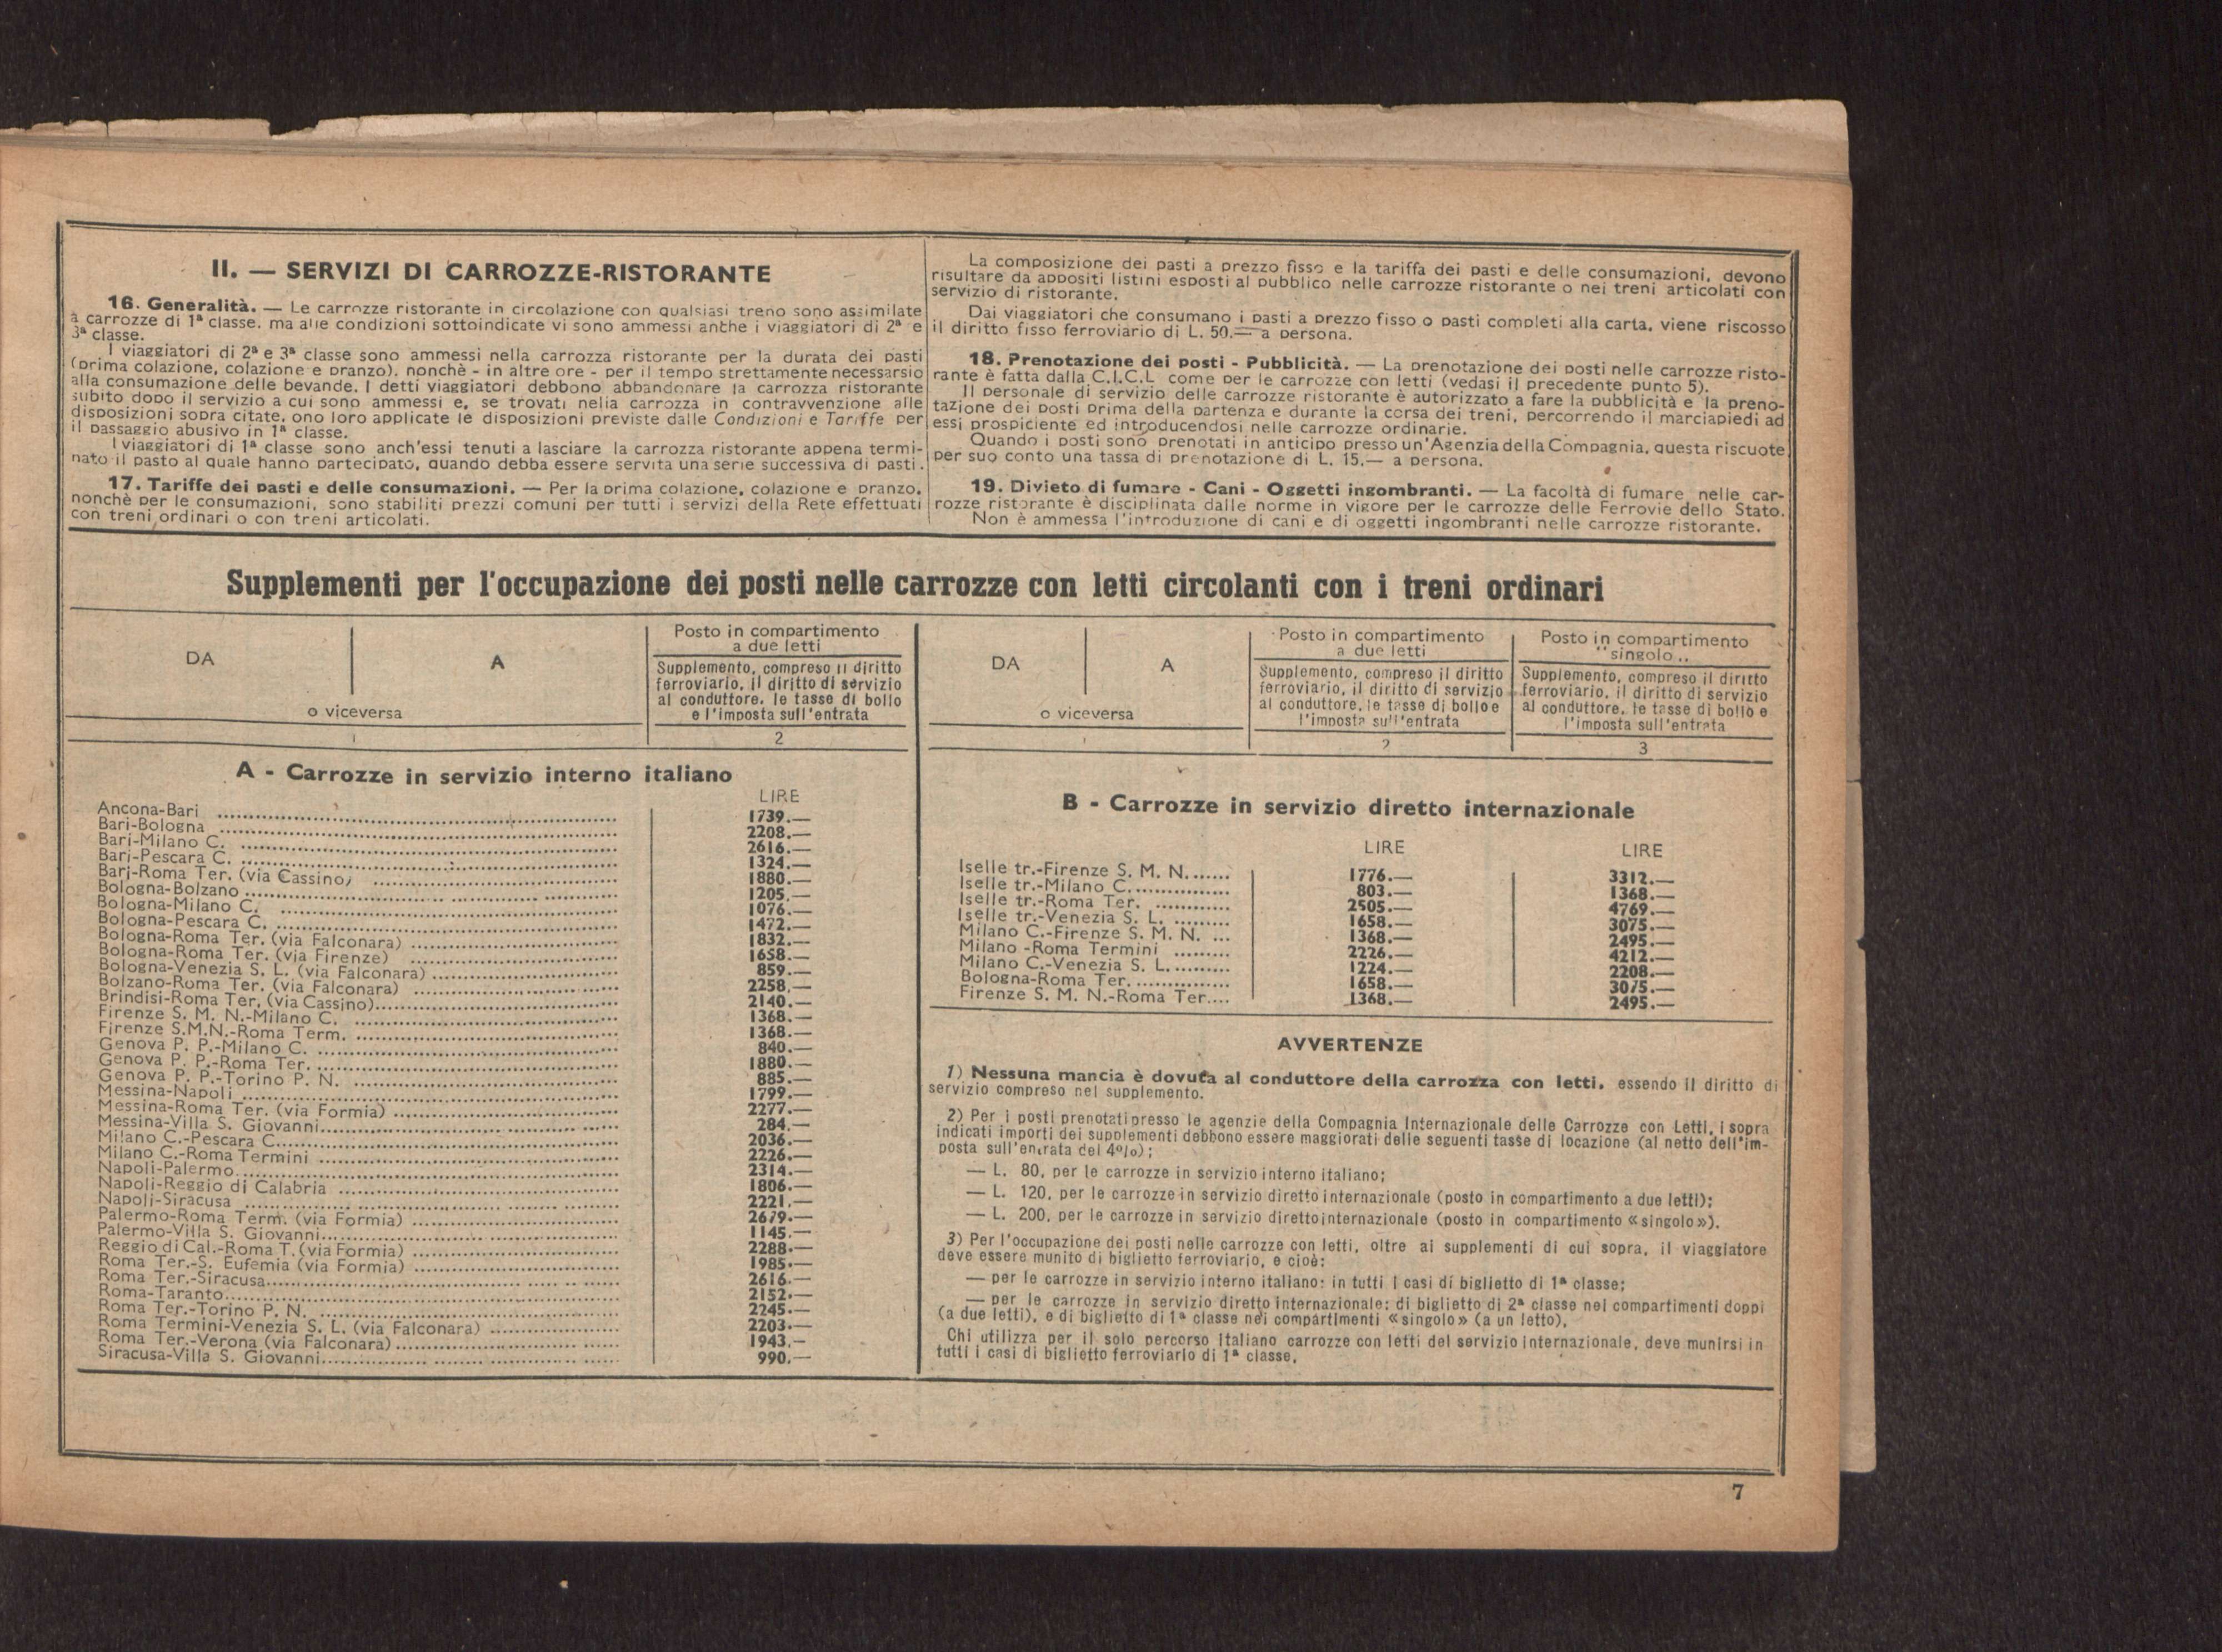 II. — SERVIZI DI CARROZZE-RISTORANTE
16. Generalità. — Le carrozze ristorante in circolazione con qualsiasi treno sono assimilate
a carrozze di 1ª classe. ma alle condizioni sottoindicate vi sono ammessi anche i viaggiatori di 2ª e
3ª classe.
I viaggiatori di 2ª e 3ª classe sono ammessi nella carrozza ristorante per la durata dei pasti
(prima colazione, colazione e pranzo). nonchè - in altre ore - per il tempo strettamente necessarsio
alla consumazione delle bevande. I detti viaggiatori debbono abbandonare la carrozza ristorante
subito dopo il servizio a cui sono ammessi e, se trovati nella carrozza in contravvenzione alle
disposizioni sopra citate, ono loro applicate le disposizioni previste dalle Condizioni e Tariffe per
il passaggio abusivo in 1ª classe.
I viaggiatori di 1ª classe sono anch'essi tenuti a lasciare la carrozza ristorante appena termi-
nato il pasto al quale hanno partecipato, quando debba essere servita una serie successiva di pasti.
17. Tariffe dei pasti e delle consumazioni. — Per la prima colazione, colazione e pranzo,
nonchè per le consumazioni, sono stabiliti prezzi comuni per tutti i servizi della Rete effettuati
con treni ordinari o con treni articolati.
La composizione dei pasti a prezzo fisso e la tariffa dei pasti e delle consumazioni, devono
risultare da appositi listini esposti al pubblico nelle carrozze ristorante o nei treni articolati con
servizio di ristorante.
Dai viaggiatori che consumano i pasti a prezzo fisso o pasti completi alla carta, viene riscosso
il diritto fisso ferroviario di L. 50.— a persona.
18. Prenotazione dei posti - Pubblicità. — La prenotazione dei posti nelle carrozze risto-
rante è fatta dalla C.I.C.L come per le carrozze con letti (vedasi il precedente punto 5).
Il personale di servizio delle carrozze ristorante è autorizzato a fare la pubblicità e la preno-
tazione dei posti prima della partenza e durante la corsa dei treni, percorrendo il marciapiedi ad
essi prospiciente ed introducendosi nelle carrozze ordinarie.
Quando i posti sono prenotati in anticipo presso un'Agenzia della Compagnia, questa riscuote
per suo conto una tassa di prenotazione di L. 15.— a persona.
19. Divieto di fumare - Cani - Oggetti ingombranti. — La facoltà di fumare nelle car-
rozze ristorante è disciplinata dalle norme in vigore per le carrozze delle Ferrovie dello Stato.
Non è ammessa l'introduzione di cani e di oggetti ingombranti nelle carrozze ristorante.
Supplementi per l'occupazione dei posti nelle carrozze con letti circolanti con i treni ordinari
DA A
o viceversa
Posto in compartimento
a due letti
Supplemento, compreso il diritto
ferroviario, il diritto di servizio
al conduttore, le tasse di bollo
e l'imposta sull'entrata
1 2
A - Carrozze in servizio interno italiano
LIRE
Ancona-Bari 1739.—
Bari-Bologna 2208.—
Bari-Milano C. 2616.—
Bari-Pescara C. 1324.—
Bari-Roma Ter. (via Cassino) 1880.—
Bologna-Bolzano 1205.—
Bologna-Milano C. 1076.—
Bologna-Pescara C. 1472.—
Bologna-Roma Ter. (via Falconara) 1832.—
Bologna-Roma Ter. (via Firenze) 1658.—
Bologna-Venezia S. L. (via Falconara) 859.—
Bolzano-Roma Ter. (via Falconara) 2258.—
Brindisi-Roma Ter. (via Cassino) 2140.—
Firenze S. M. N.-Milano C. 1368.—
Firenze S.M.N.-Roma Term. 1368.—
Genova P. P.-Milano C. 840.—
Genova P. P.-Roma Ter. 1880.—
Genova P. P.-Torino P. N. 885.—
Messina-Napoli 1799.—
Messina-Roma Ter. (via Formia) 2277.—
Messina-Villa S. Giovanni 284.—
Milano C.-Pescara C. 2036.—
Milano C.-Roma Termini 2226.—
Napoli-Palermo 2314.—
Napoli-Reggio di Calabria 1806.—
Napoli-Siracusa 2221.—
Palermo-Roma Term. (via Formia) 2679.—
Palermo-Villa S. Giovanni 1145.—
Reggio di Cal.-Roma T. (via Formia) 2288.—
Roma Ter.-S. Eufemia (via Formia) 1985.—
Roma Ter.-Siracusa 2616.—
Roma-Taranto 2152.—
Roma Ter.-Torino P. N. 2245.—
Roma Termini-Venezia S. L. (via Falconara) 2203.—
Roma Ter.-Verona (via Falconara) 1943.—
Siracusa-Villa S. Giovanni 990.—
DA A
o viceversa
Posto in compartimento
a due letti
Supplemento, compreso il diritto
ferroviario, il diritto di servizio
al conduttore, le tasse di bollo e
l'imposta sull'entrata
Posto in compartimento
"singolo„
Supplemento, compreso il diritto
ferroviario, il diritto di servizio
al conduttore, le tasse di bollo e
l'imposta sull'entrata
1 2 3
B - Carrozze in servizio diretto internazionale
LIRE LIRE
Iselle tr.-Firenze S. M. N. 1776.— 3312.—
Iselle tr.-Milano C. 803.— 1368.—
Iselle tr.-Roma Ter. 2505.— 4769.—
Iselle tr.-Venezia S. L. 1658.— 3075.—
Milano C.-Firenze S. M. N. 1368.— 2495.—
Milano -Roma Termini 2226.— 4212.—
Milano C.-Venezia S. L. 1224.— 2208.—
Bologna-Roma Ter. 1658.— 3075.—
Firenze S. M. N.-Roma Ter. 1368.— 2495.—
AVVERTENZE
1) Nessuna mancia è dovuta al conduttore della carrozza con letti, essendo il diritto di
servizio compreso nel supplemento.
2) Per i posti prenotati presso le agenzie della Compagnia Internazionale delle Carrozze con Letti, i sopra
indicati importi dei supplementi debbono essere maggiorati delle seguenti tasse di locazione (al netto dell'im-
posta sull'entrata del 4%);
— L. 80, per le carrozze in servizio interno italiano;
— L. 120, per le carrozze in servizio diretto internazionale (posto in compartimento a due letti);
— L. 200, per le carrozze in servizio diretto internazionale (posto in compartimento «singolo»).
3) Per l'occupazione dei posti nelle carrozze con letti, oltre ai supplementi di cui sopra, il viaggiatore
deve essere munito di biglietto ferroviario, e cioè:
— per le carrozze in servizio interno italiano: in tutti i casi di biglietto di 1ª classe;
— per le carrozze in servizio diretto internazionale: di biglietto di 2ª classe nei compartimenti doppi
(a due letti), e di biglietto di 1ª classe nei compartimenti «singolo» (a un letto).
Chi utilizza per il solo percorso italiano carrozze con letti del servizio internazionale, deve munirsi in
tutti i casi di biglietto ferroviario di 1ª classe.
7